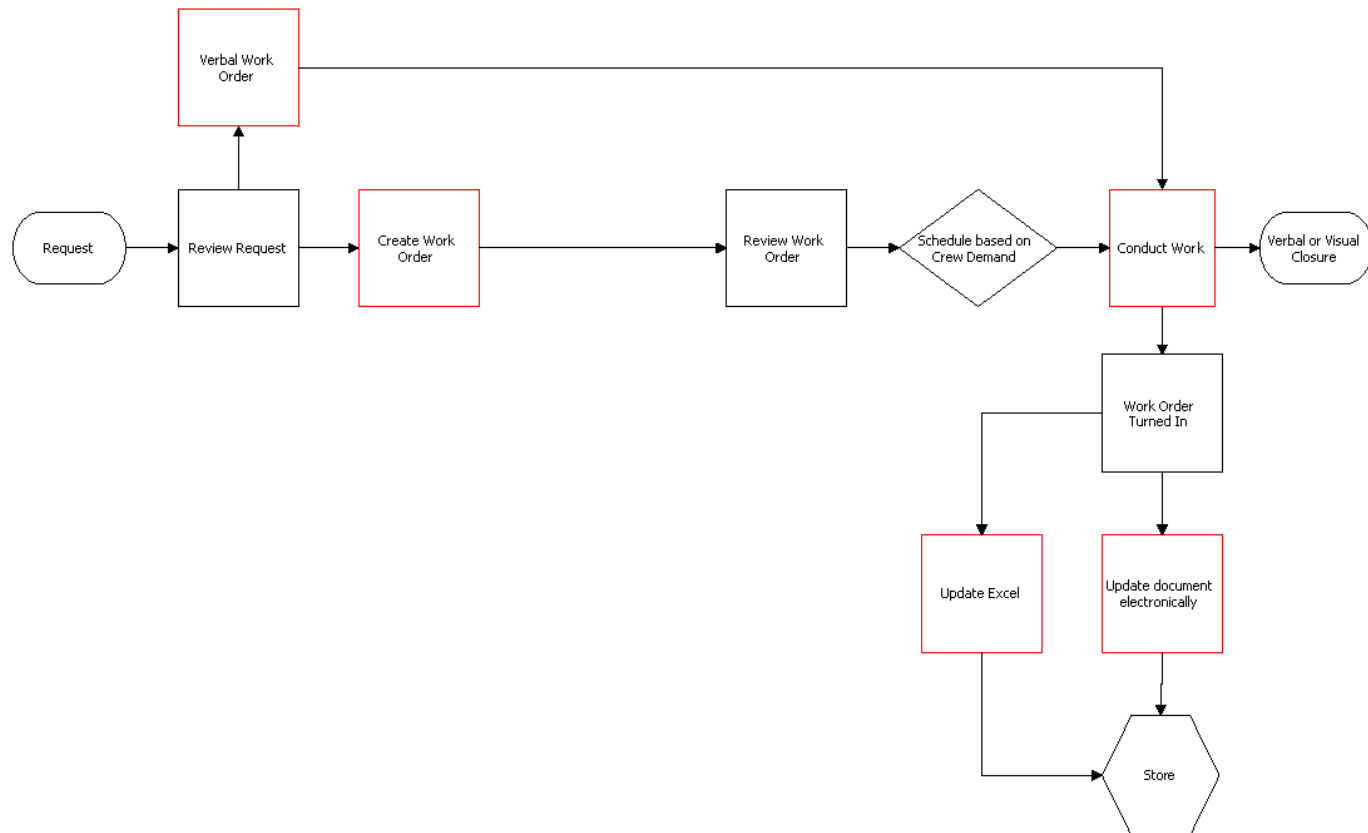 Verbal Work
Order
Request
Review Request
Create Work
Order
Review Work
Order
Schedule based on
Crew Demand
Conduct Work
Verbal or Visual
Closure
Work Order
Turned In
Update Excel
Update document
electronically
Store